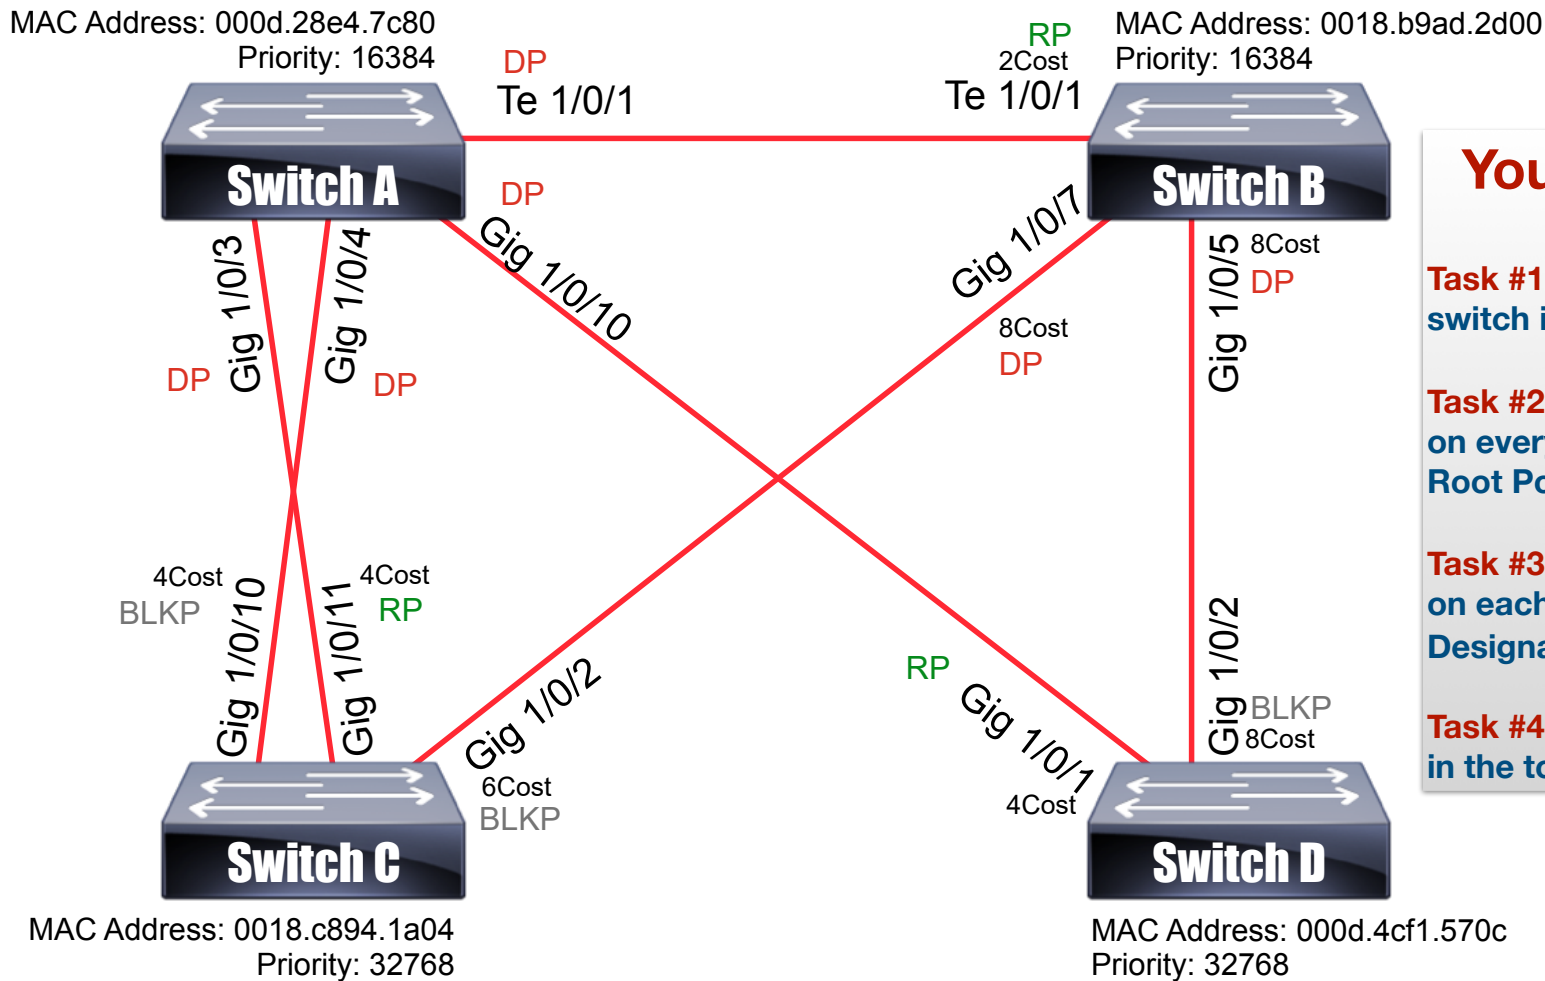 MAC Address: 000d.28e4.7c80
Priority: 16384
DP
Te 1/0/1
RP
2Cost
Te 1/0/1
MAC Address: 0018.b9ad.2d00
Priority: 16384
Switch A
Switch B
DP
Gig 1/0/3
Gig 1/0/4
Gig 1/0/10
DP
DP
Gig 1/0/7
8Cost
DP
Gig 1/0/5
8Cost
DP
Task #1
switch i
Task #2
on ever
Root Po
Task #3
on each
Designa
Task #4
in the to
4Cost
BLKP
Gig 1/0/10
Gig 1/0/11
4Cost
RP
Gig 1/0/2
6Cost
BLKP
RP
Gig 1/0/1
4Cost
Gig 1/0/2
BLKP
8Cost
Switch C
Switch D
MAC Address: 0018.c894.1a04
Priority: 32768
MAC Address: 000d.4cf1.570c
Priority: 32768